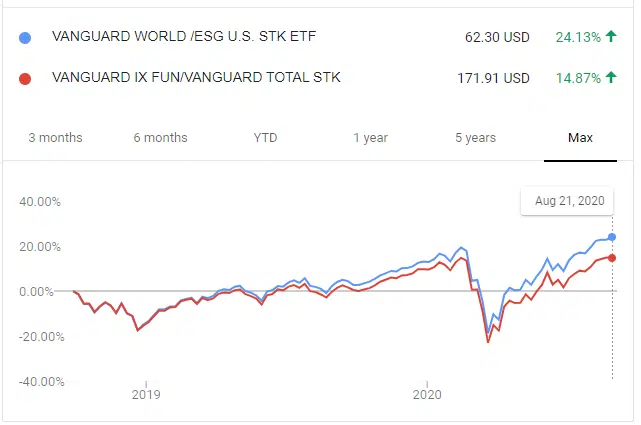 VANGUARD WORLD /ESG U.S. STK ETF 62.30 USD 24.13%
VANGUARD IX FUN/VANGUARD TOTAL STK 171.91 USD 14.87%
3 months 6 months YTD 1 year 5 years Max
Aug 21, 2020
40.00%
20.00%
0.00%
-20.00%
-40.00%
2019 2020